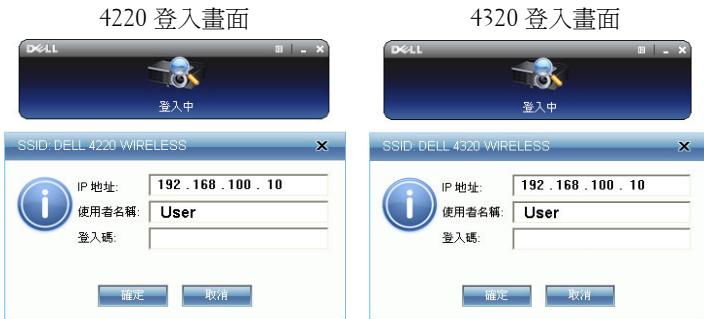 4220 登入畫面
DELL
登入中
SSID: DELL 4220 WIRELESS
IP 地址: 192 . 168 . 100 . 10
使用者名稱: User
登入碼:
確定 取消
4320 登入畫面
DELL
登入中
SSID: DELL 4320 WIRELESS
IP 地址: 192 . 168 . 100 . 10
使用者名稱: User
登入碼:
確定 取消